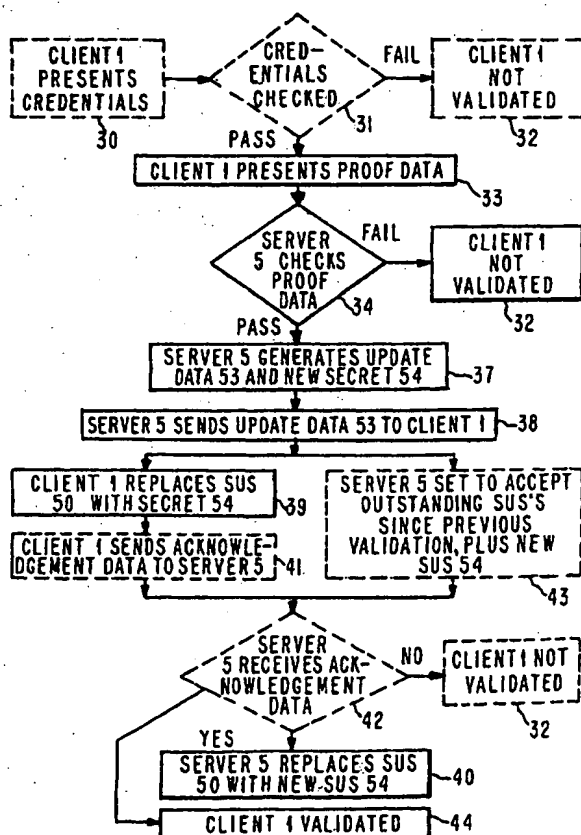 CLIENT 1
PRESENTS
CREDENTIALS
30
CRED-
ENTIALS
CHECKED
31
FAIL
CLIENT 1
NOT
VALIDATED
32
PASS
CLIENT 1 PRESENTS PROOF DATA
33
SERVER
5 CHECKS
PROOF
DATA
34
FAIL
CLIENT 1
NOT
VALIDATED
32
PASS
SERVER 5 GENERATES UPDATE
DATA 53 AND NEW SECRET 54
37
SERVER 5 SENDS UPDATE DATA 53 TO CLIENT 1
38
CLIENT 1 REPLACES SUS
50 WITH SECRET 54
39
CLIENT 1 SENDS ACKNOWLE-
DGEMENT DATA TO SERVER 5
41
SERVER 5 SET TO ACCEPT
OUTSTANDING SUS'S
SINCE PREVIOUS
VALIDATION, PLUS NEW
SUS 54
43
SERVER
5 RECEIVES ACK-
NOWLEDGEMENT
DATA
42
NO
CLIENT 1 NOT
VALIDATED
32
YES
SERVER 5 REPLACES SUS
50 WITH NEW SUS 54
40
CLIENT 1 VALIDATED
44